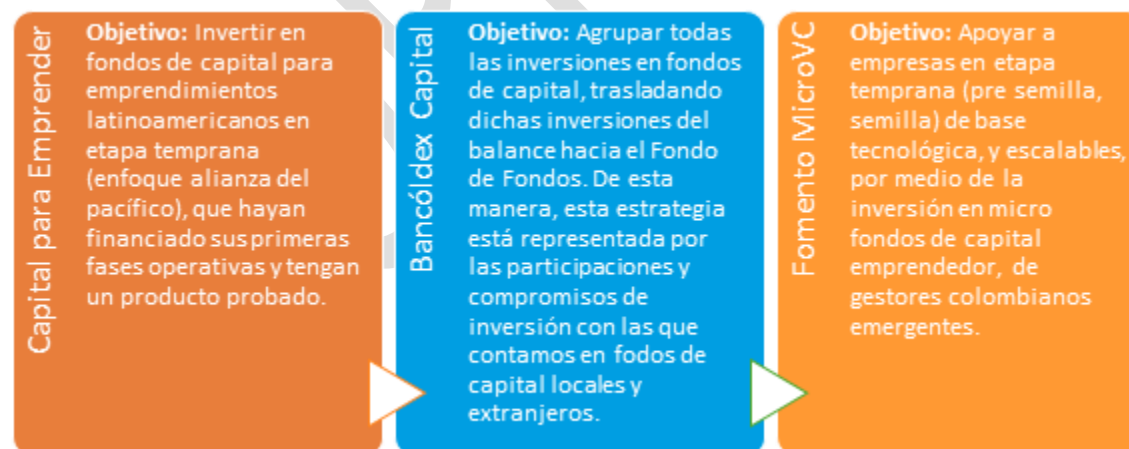 Capital para Emprender
Objetivo: Invertir en
fondos de capital para
emprendimientos
latinoamericanos en
etapa temprana
(enfoque alianza del
pacífico), que hayan
financiado sus primeras
fases operativas y tengan
un producto probado.
Bancóldex Capital
Objetivo: Agrupar todas
las inversiones en fondos
de capital, trasladando
dichas inversiones del
balance hacia el Fondo
de Fondos. De esta
manera, esta estrategia
está representada por
las participaciones y
compromisos de
inversión con las que
contamos en fodos de
capital locales y
extranjeros.
Fomento MicroVC
Objetivo: Apoyar a
empresas en etapa
temprana (pre semilla,
semilla) de base
tecnológica, y escalables,
por medio de la
inversión en micro
fondos de capital
emprendedor, de
gestores colombianos
emergentes.